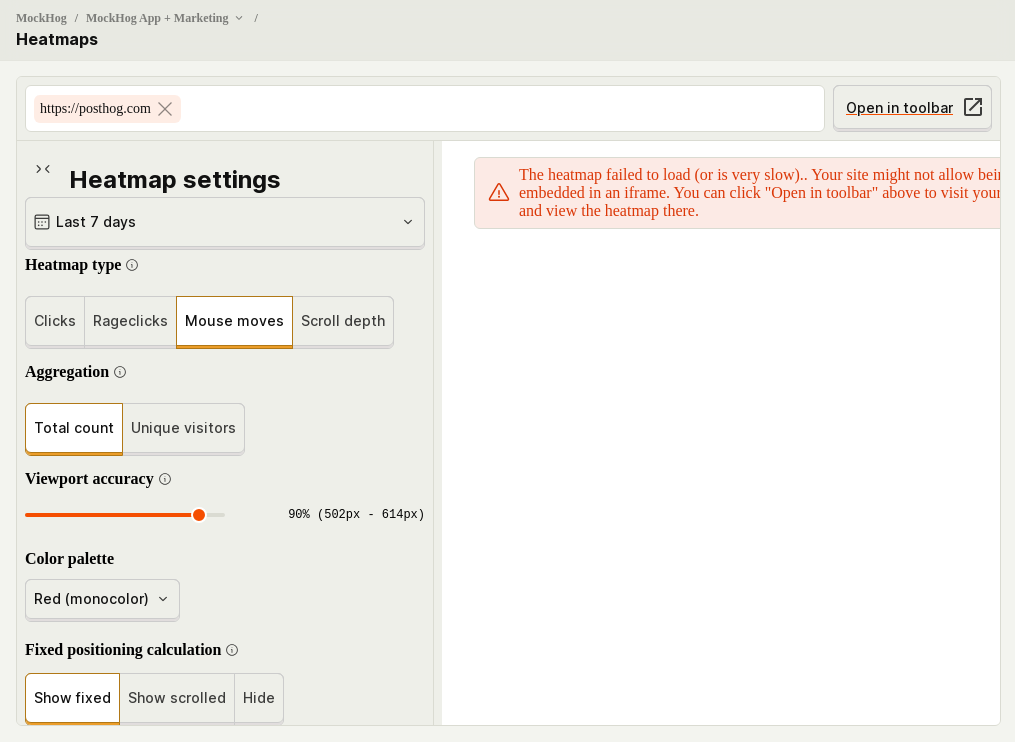 MockHog / MockHog App + Marketing /
Heatmaps
https://posthog.com
Open in toolbar
Heatmap settings
Last 7 days
Heatmap type
Clicks Rageclicks Mouse moves Scroll depth
Aggregation
Total count Unique visitors
Viewport accuracy
90% (502px - 614px)
Color palette
Red (monocolor)
Fixed positioning calculation
Show fixed Show scrolled Hide
The heatmap failed to load (or is very slow).. Your site might not allow
embedded in an iframe. You can click "Open in toolbar" above to visit your
and view the heatmap there.